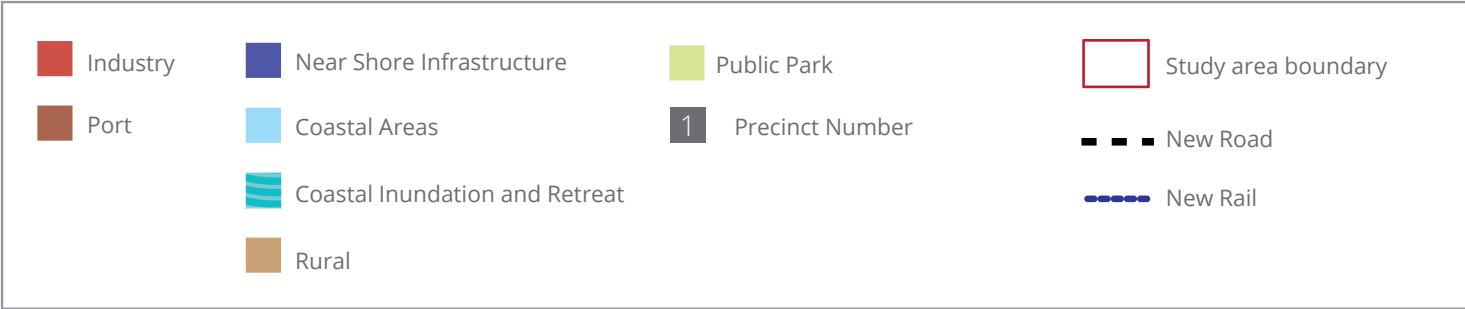 Industry
Port
Near Shore Infrastructure
Coastal Areas
Coastal Inundation and Retreat
Rural
Public Park
1 Precinct Number
Study area boundary
New Road
New Rail